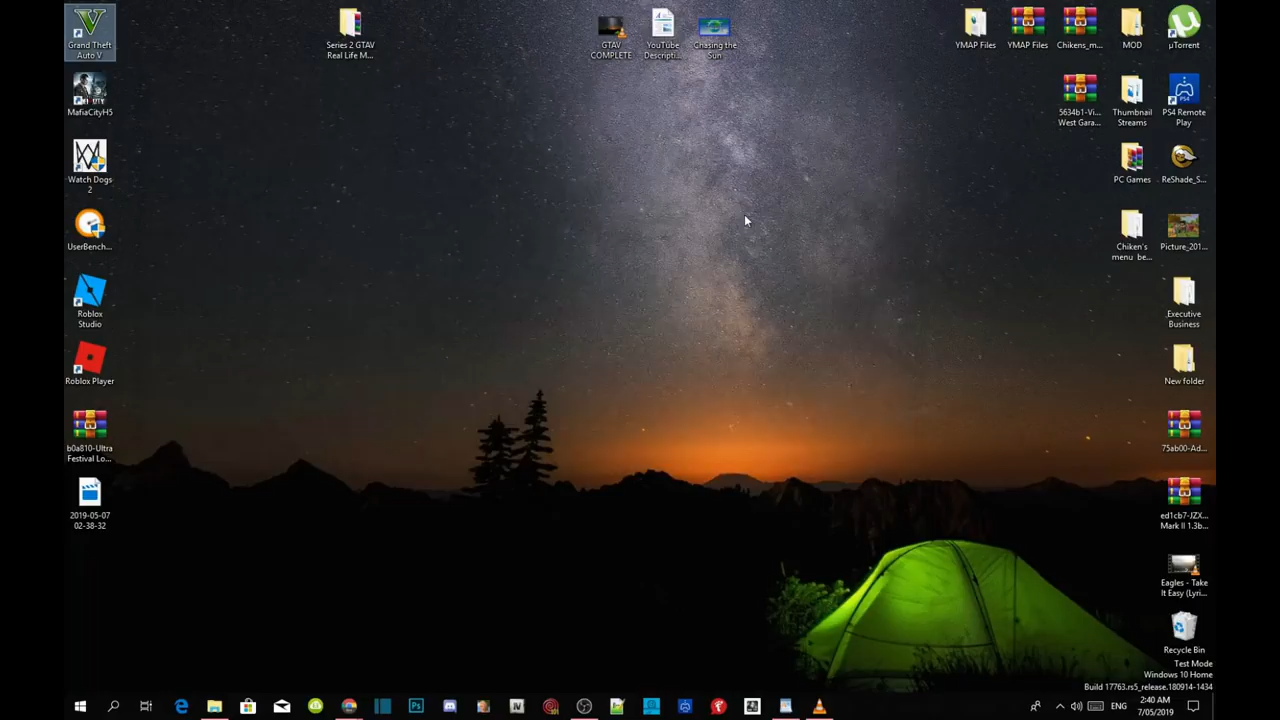 Grand Theft
Auto V
Series 2 GTAV
Real Life M...
GTAV
COMPLETE
YouTube
Descripti...
Chasing the
Sun
YMAP Files
YMAP Files
Chikens_m...
MOD
µTorrent
MafiaCityH5
5634b1-Vi...
West Gara...
Thumbnail
Streams
PS4 Remote
Play
Watch Dogs
2
PC Games
ReShade_S...
UserBench...
Chiken's
menu be...
Picture_201...
Roblox
Studio
Executive
Business
Roblox Player
New folder
b0a810-Ultra
Festival Lo...
75ab00-Ad...
2019-05-07
02-38-32
ed1cb7-JZX...
Mark II 1.3b...
Eagles - Take
It Easy (Lyri...
Recycle Bin
Test Mode
Windows 10 Home
Build 17763.rs5_release.180914-1434
ENG
2:40 AM
7/05/2019